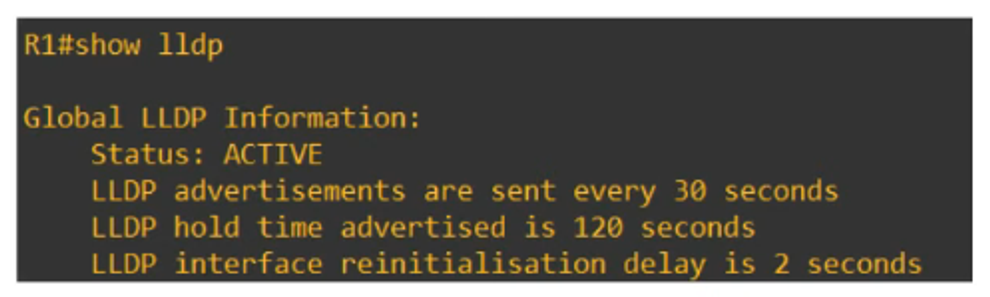 R1#show lldp
Global LLDP Information:
Status: ACTIVE
LLDP advertisements are sent every 30 seconds
LLDP hold time advertised is 120 seconds
LLDP interface reinitialisation delay is 2 seconds